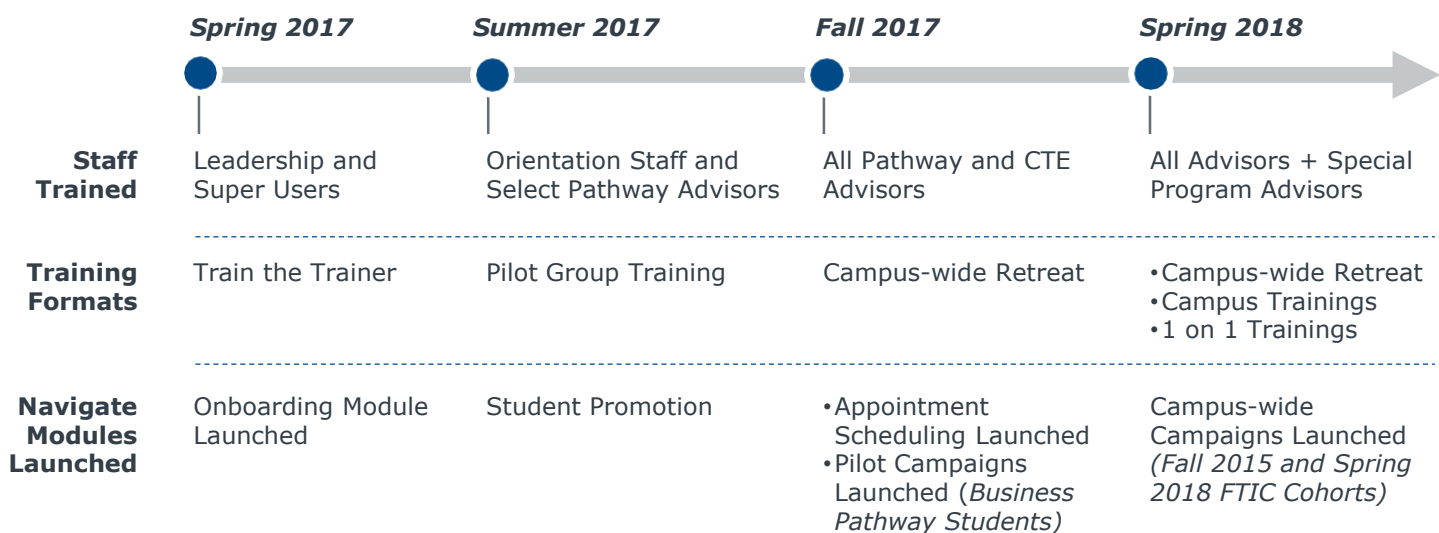 Spring 2017
Summer 2017
Fall 2017
Spring 2018
Staff
Trained
Leadership and
Super Users
Orientation Staff and
Select Pathway Advisors
All Pathway and CTE
Advisors
All Advisors + Special
Program Advisors
Training
Formats
Train the Trainer
Pilot Group Training
Campus-wide Retreat
•Campus-wide Retreat
•Campus Trainings
•1 on 1 Trainings
Navigate
Modules
Launched
Onboarding Module
Launched
Student Promotion
•Appointment
Scheduling Launched
•Pilot Campaigns
Launched (Business
Pathway Students)
Campus-wide
Campaigns Launched
(Fall 2015 and Spring
2018 FTIC Cohorts)